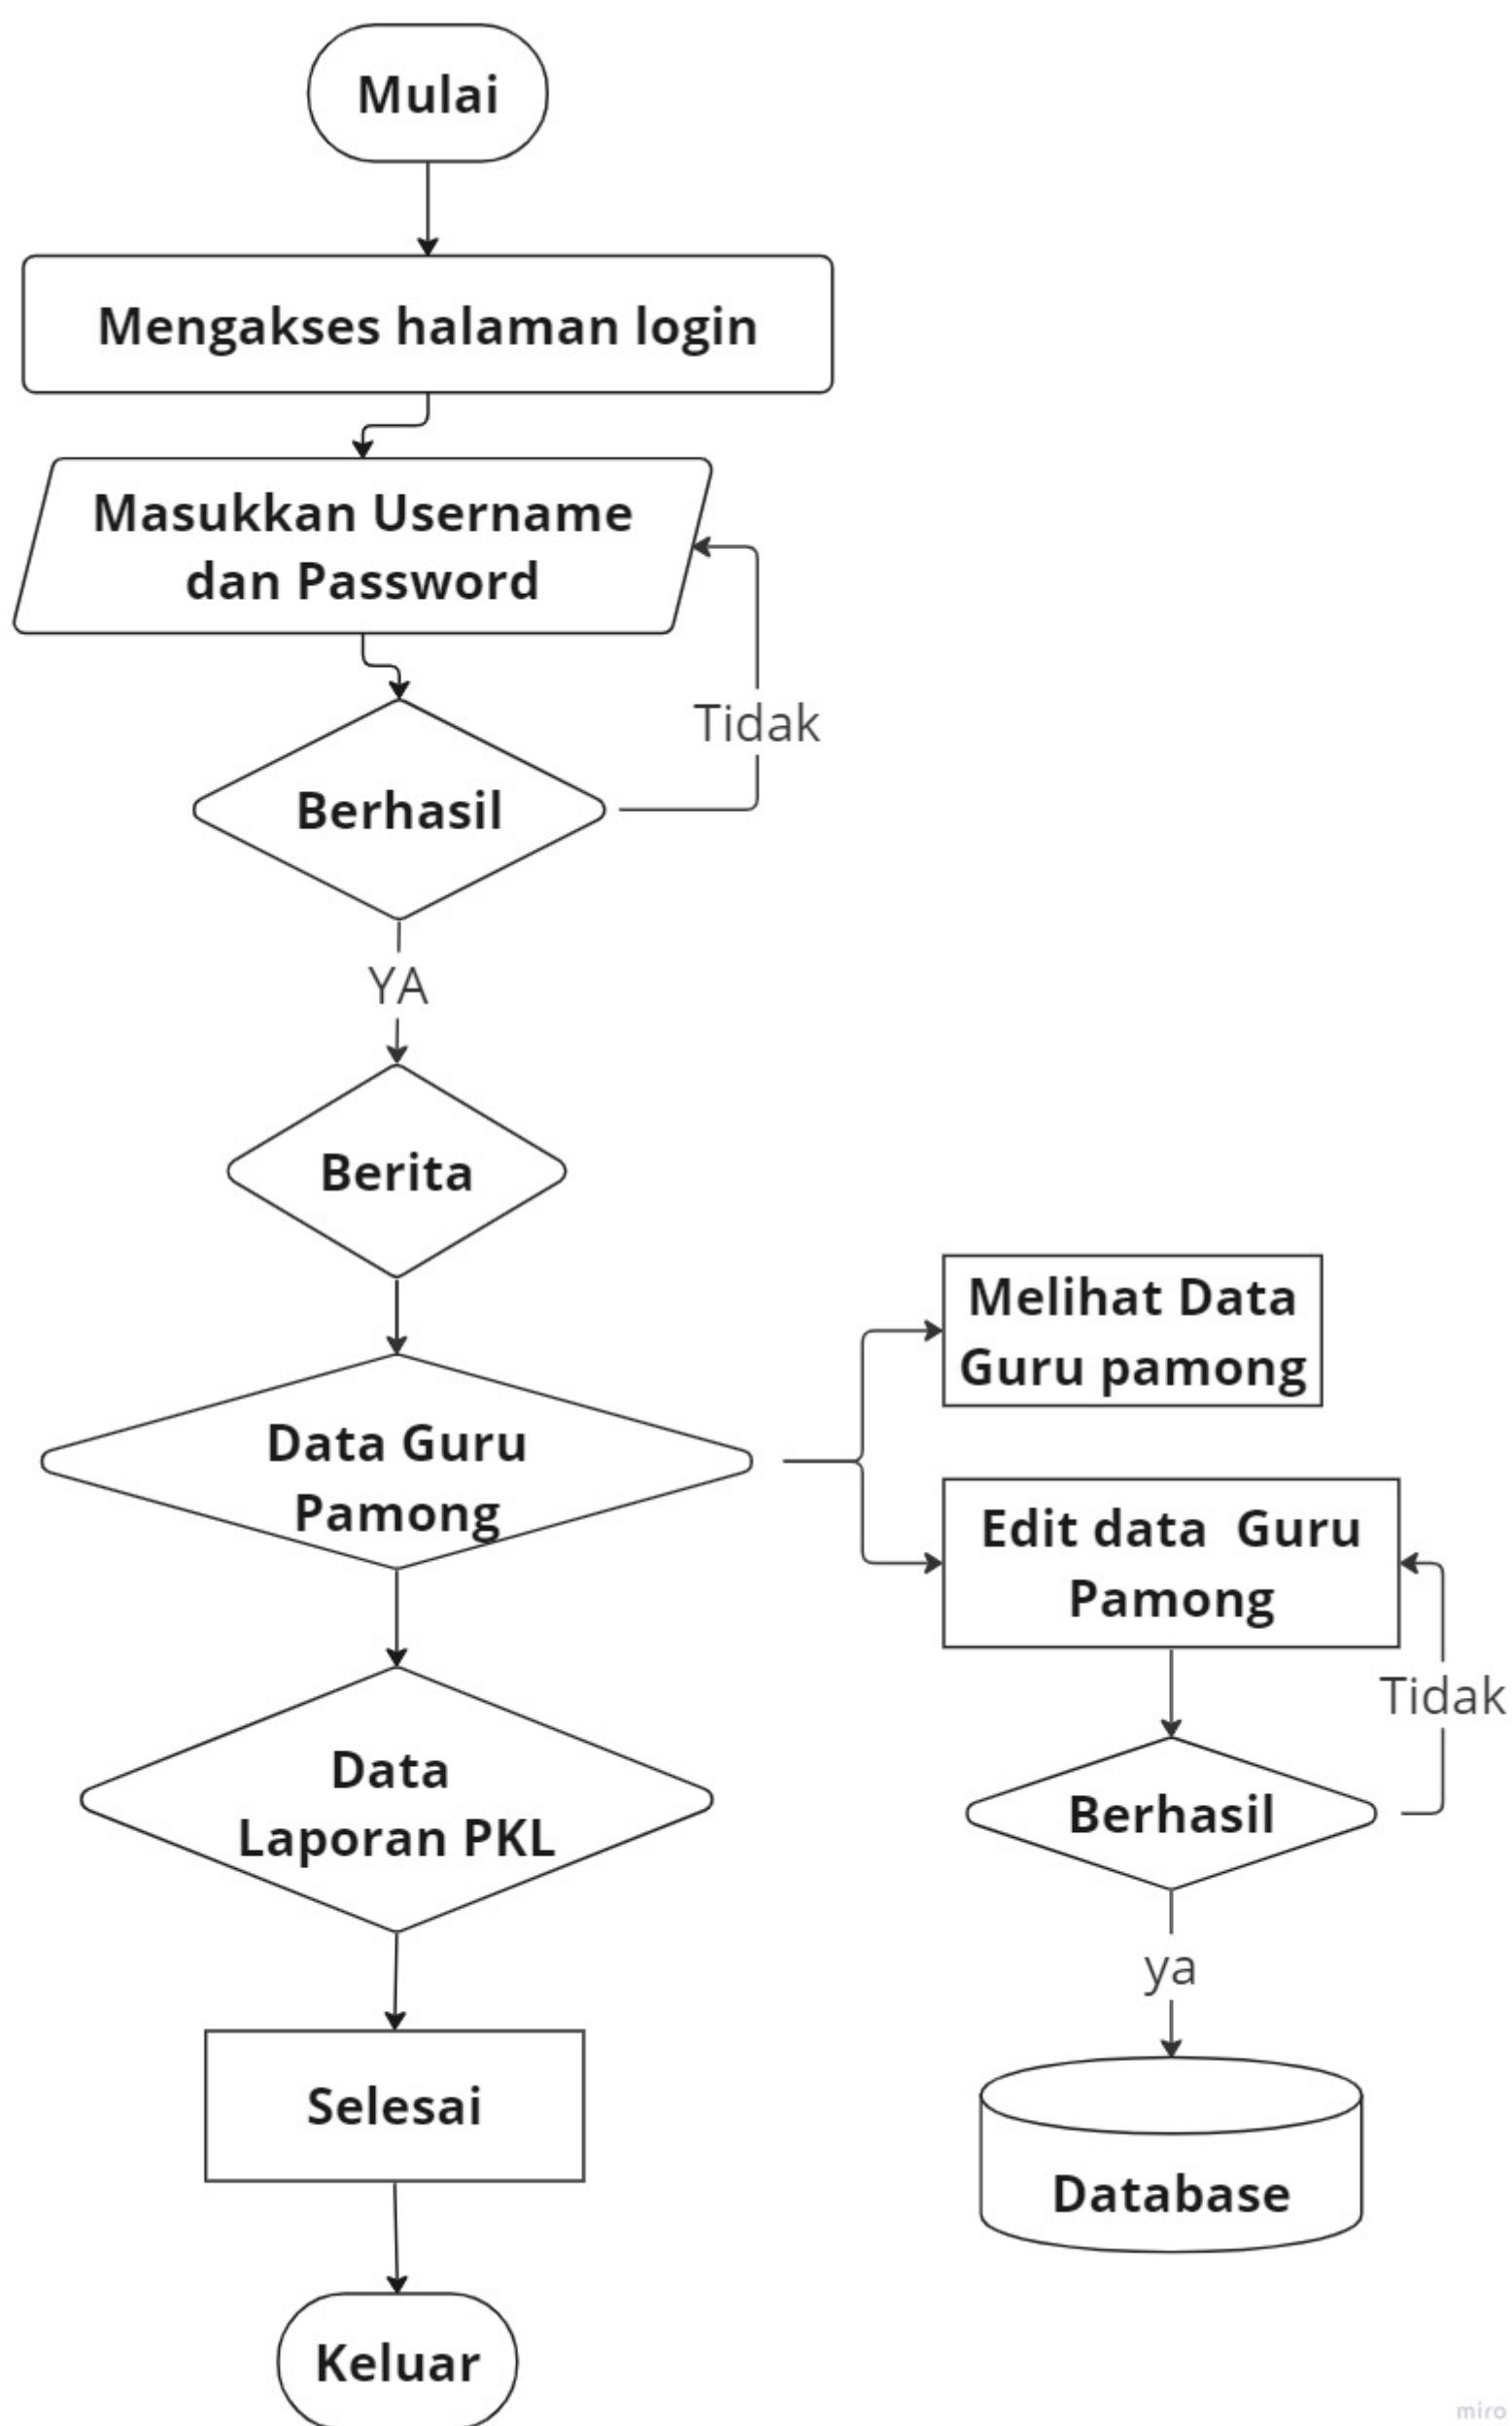 Mulai
Mengakses halaman login
Masukkan Username
dan Password
Tidak
Berhasil
YA
Berita
Data Guru
Pamong
Melihat Data
Guru pamong
Edit data  Guru
Pamong
Tidak
Berhasil
ya
Database
Data
Laporan PKL
Selesai
Keluar
miro